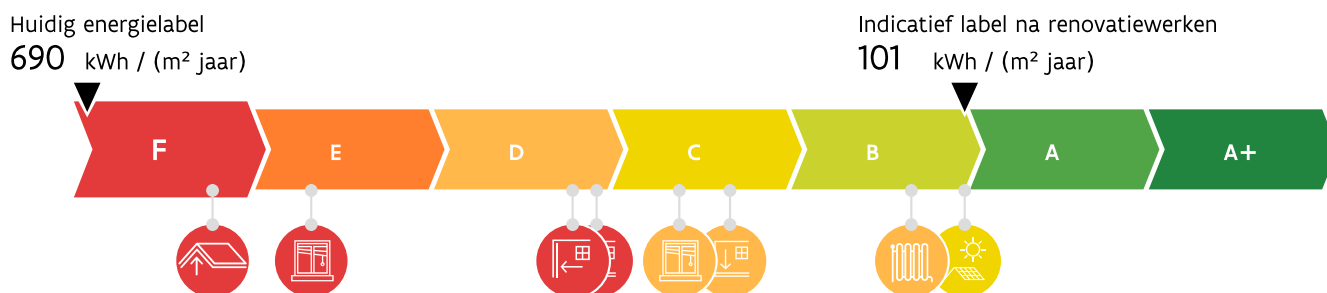 Huidig energielabel
690 kWh / (m² jaar)
Indicatief label na renovatiewerken
101 kWh / (m² jaar)
F E D C B A A+